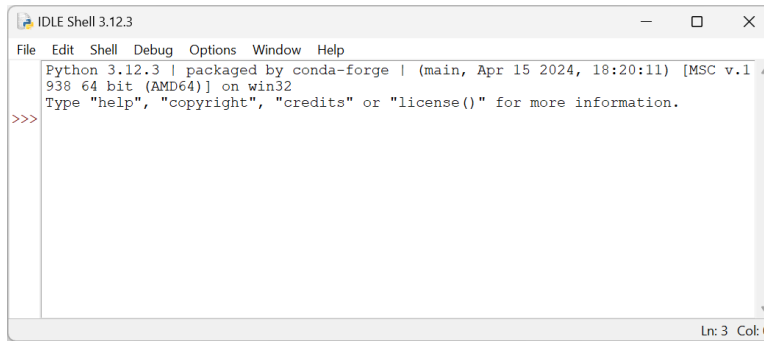 IDLE Shell 3.12.3
File Edit Shell Debug Options Window Help
Python 3.12.3 | packaged by conda-forge | (main, Apr 15 2024, 18:20:11) [MSC v.1
938 64 bit (AMD64)] on win32
Type "help", "copyright", "credits" or "license()" for more information.
>>>
Ln: 3 Col: